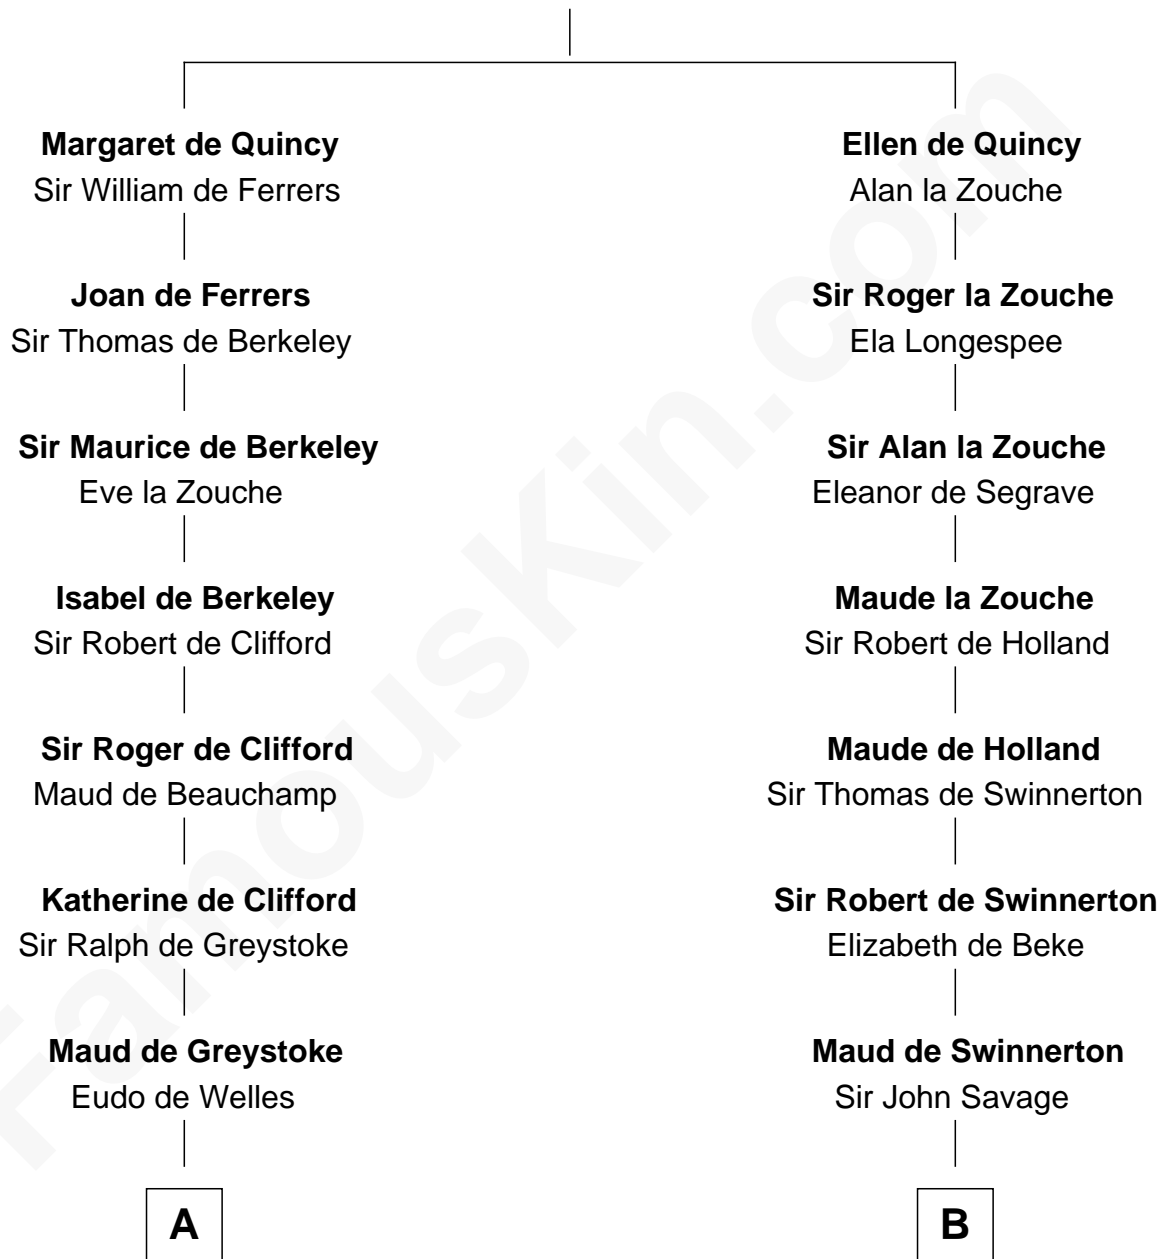 Margaret de Quincy
Sir William de Ferrers
Joan de Ferrers
Sir Thomas de Berkeley
Sir Maurice de Berkeley
Eve la Zouche
Isabel de Berkeley
Sir Robert de Clifford
Sir Roger de Clifford
Maud de Beauchamp
Katherine de Clifford
Sir Ralph de Greystoke
Maud de Greystoke
Eudo de Welles
A
Ellen de Quincy
Alan la Zouche
Sir Roger la Zouche
Ela Longespee
Sir Alan la Zouche
Eleanor de Segrave
Maude la Zouche
Sir Robert de Holland
Maude de Holland
Sir Thomas de Swinnerton
Sir Robert de Swinnerton
Elizabeth de Beke
Maud de Swinnerton
Sir John Savage
B
FamousKin.com